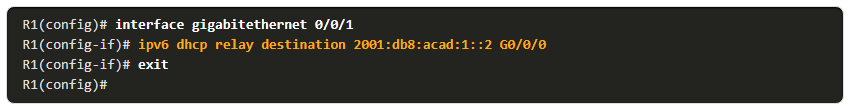 R1(config)# interface gigabitethernet 0/0/1
R1(config-if)# ipv6 dhcp relay destination 2001:db8:acad:1::2 G0/0/0
R1(config-if)# exit
R1(config)#